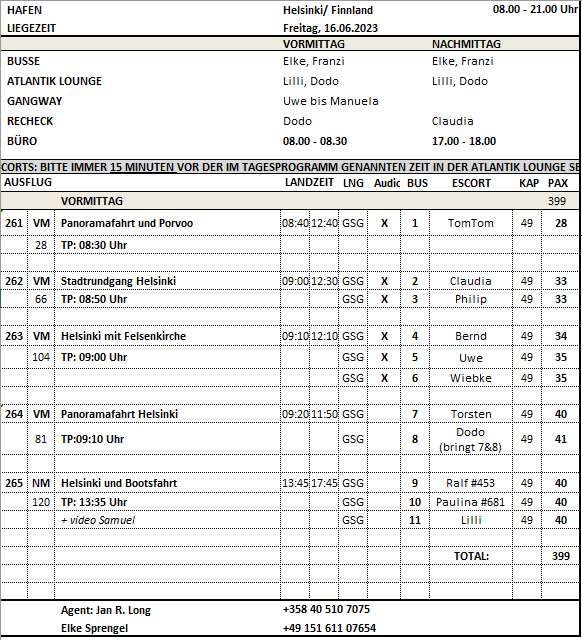 HAFEN Helsinki/ Finnland 08.00 - 21.00 Uhr
LIEGEZEIT Freitag, 16.06.2023
VORMITTAG NACHMITTAG
BUSSE Elke, Franzi Elke, Franzi
ATLANTIK LOUNGE Lilli, Dodo Lilli, Dodo
GANGWAY Uwe bis Manuela
RECHECK Dodo Claudia
BÜRO 08.00 - 08.30 17.00 - 18.00
CORTS: BITTE IMMER 15 MINUTEN VOR DER IM TAGESPROGRAMM GENANNTEN ZEIT IN DER ATLANTIK LOUNGE SE
AUSFLUG LANDZEIT LNG Audic BUS ESCORT KAP PAX
VORMITTAG 399
261 VM Panoramafahrt und Porvoo 08:40 12:40 GSG X 1 TomTom 49 28
28 TP: 08:30 Uhr
262 VM Stadtrundgang Helsinki 09:00 12:30 GSG X 2 Claudia 49 33
66 TP: 08:50 Uhr GSG X 3 Philip 49 33
263 VM Helsinki mit Felsenkirche 09:10 12:10 GSG X 4 Bernd 49 34
104 TP: 09:00 Uhr GSG X 5 Uwe 49 35
GSG X 6 Wiebke 49 35
264 VM Panoramafahrt Helsinki 09:20 11:50 GSG 7 Torsten 49 40
81 TP:09:10 Uhr GSG 8 Dodo 49 41
(bringt 7&8)
265 NM Helsinki und Bootsfahrt 13:45 17:45 GSG 9 Ralf #453 49 40
120 TP: 13:35 Uhr GSG 10 Paulina #681 49 40
+ video Samuel GSG 11 Lilli 49 40
TOTAL: 399
Agent: Jan R. Long +358 40 510 7075
Elke Sprengel +49 151 611 07654